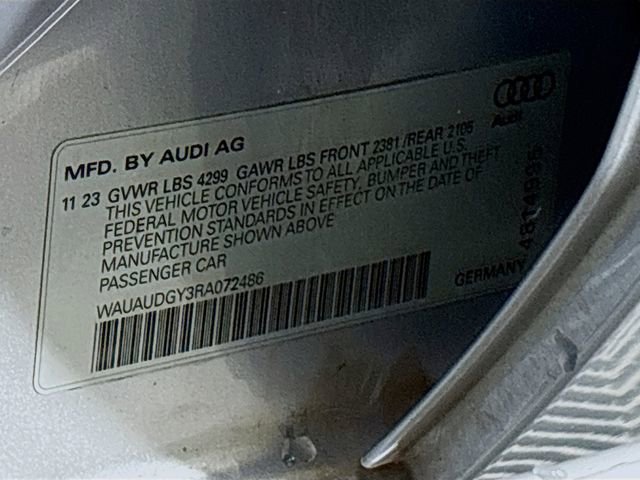 MFD. BY AUDI AG
Audi
11 23 GVWR LBS 4299 GAWR LBS FRONT 2381 /REAR 2105
THIS VEHICLE CONFORMS TO ALL APPLICABLE U.S.
FEDERAL MOTOR VEHICLE SAFETY, BUMPER AND THEFT
PREVENTION STANDARDS IN EFFECT ON THE DATE OF
MANUFACTURE SHOWN ABOVE
PASSENGER CAR
WAUAUDGY3RA072486
GERMANY